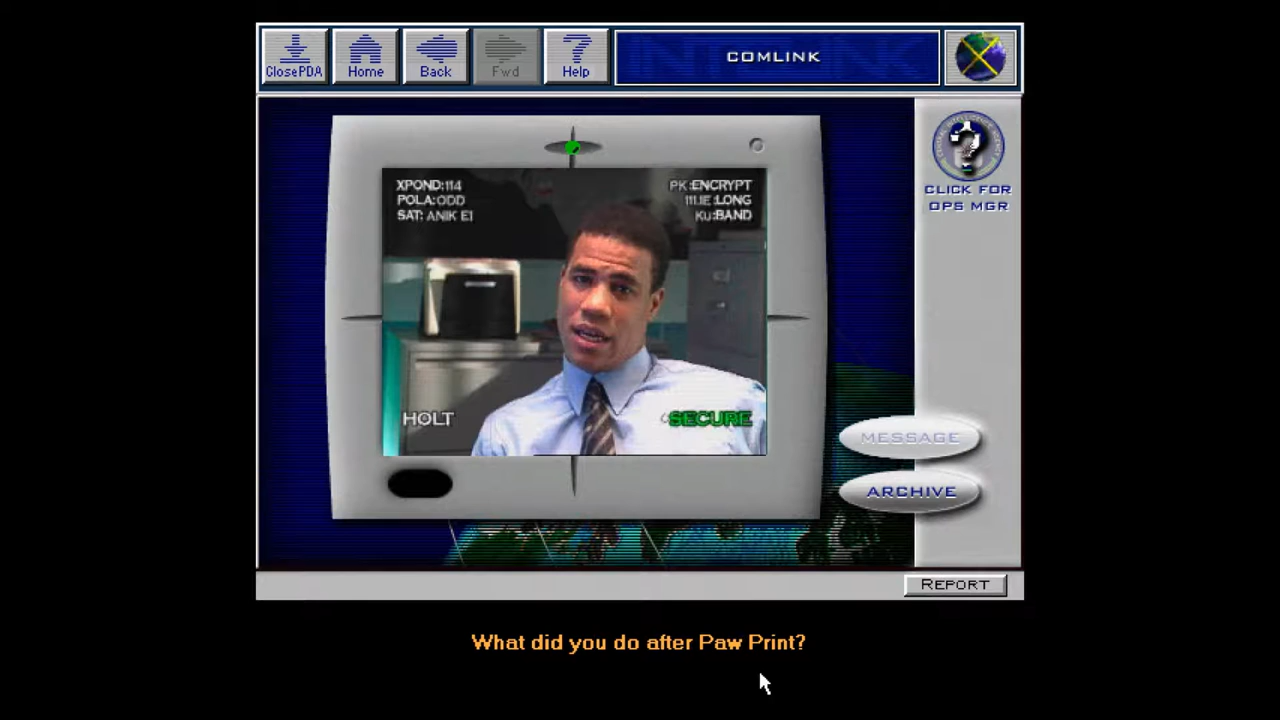 ClosePDA
Home
Back
Fwd
Help
COMLINK
XPOND:114
POLA:ODD
SAT: ANIK E1
PK:ENCRYPT
111.1E :LONG
KU:BAND
CLICK FOR
OPS MGR
HOLT
SECURE
MESSAGE
ARCHIVE
REPORT
What did you do after Paw Print?